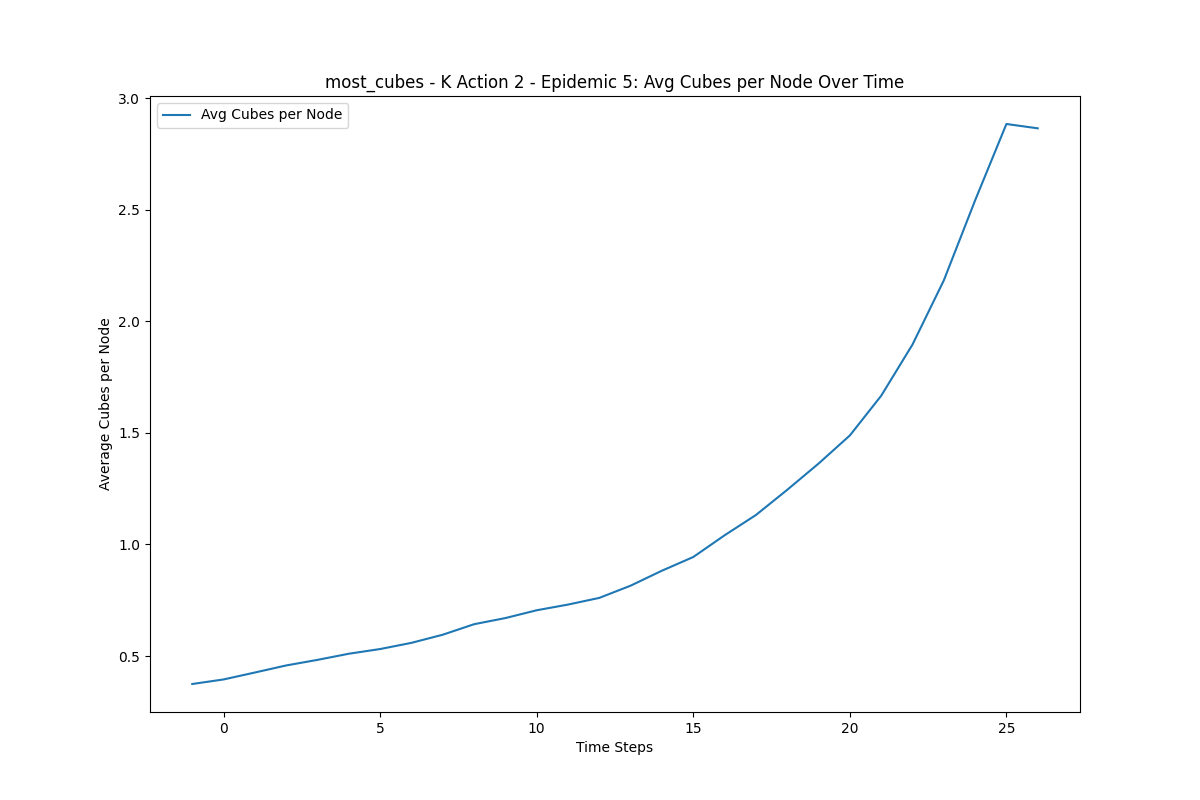 most_cubes - K Action 2 - Epidemic 5: Avg Cubes per Node Over Time
Avg Cubes per Node
3.0
2.5
2.0
1.5
1.0
0.5
Average Cubes per Node
0 5 10 15 20 25
Time Steps